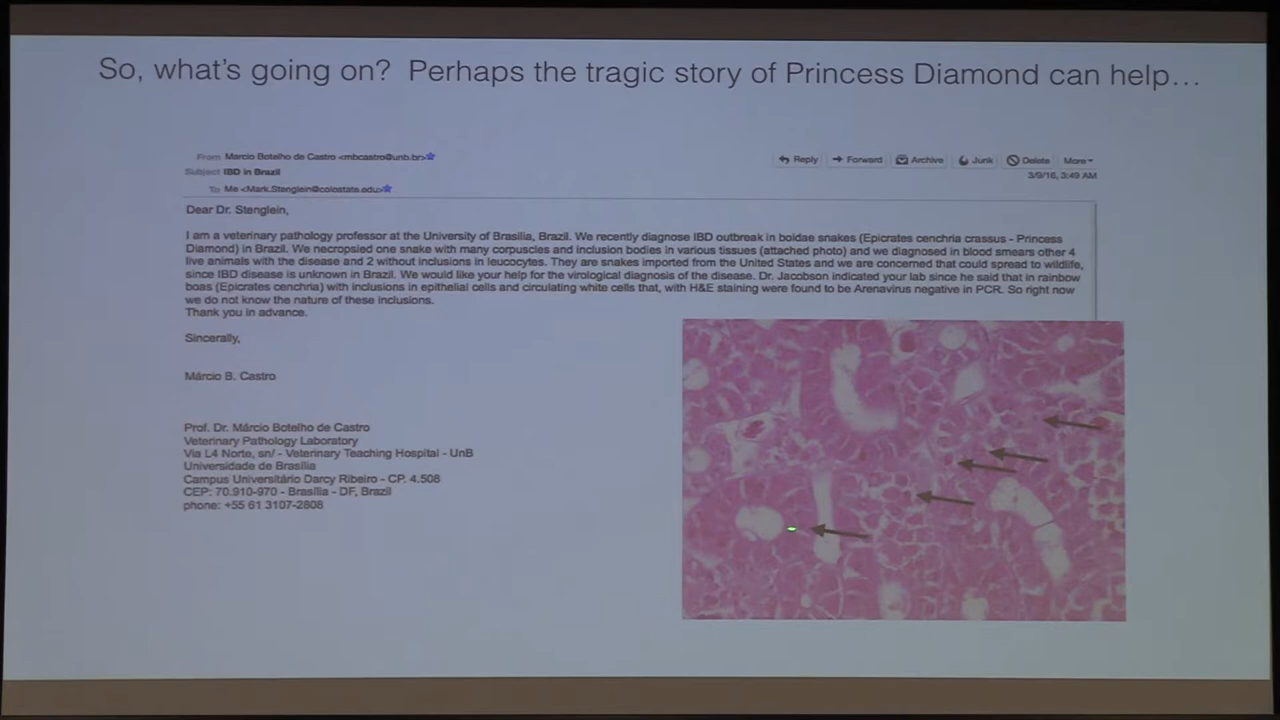 So, what's going on? Perhaps the tragic story of Princess Diamond can help...
From Marcio Botelho de Castro <mbcastro@unb.br>
Reply Forward Archive Junk Delete More
Subject IBD in Brazil
3/9/16, 3:49 AM
To Me <Mark.Stenglein@colostate.edu>
Dear Dr. Stenglein,
I am a veterinary pathology professor at the University of Brasilia, Brazil. We recently diagnose IBD outbreak in boidae snakes (Epicrates cenchria crassus - Princess
Diamond) in Brazil. We necropsied one snake with many corpuscles and inclusion bodies in various tissues (attached photo) and we diagnosed in blood smears other 4
live animals with the disease and 2 without inclusions in leucocytes. They are snakes imported from the United States and we are concerned that could spread to wildlife,
since IBD disease is unknown in Brazil. We would like your help for the virological diagnosis of the disease. Dr. Jacobson indicated your lab since he said that in rainbow
boas (Epicrates cenchria) with inclusions in epithelial cells and circulating white cells that, with H&E staining were found to be Arenavirus negative in PCR. So right now
we do not know the nature of these inclusions.
Thank you in advance.
Sincerely,
Márcio B. Castro
Prof. Dr. Márcio Botelho de Castro
Veterinary Pathology Laboratory
Via L4 Norte, sn/ - Veterinary Teaching Hospital - UnB
Universidade de Brasília
Campus Universitário Darcy Ribeiro - CP. 4.508
CEP: 70.910-970 - Brasília - DF, Brazil
phone: +55 61 3107-2808